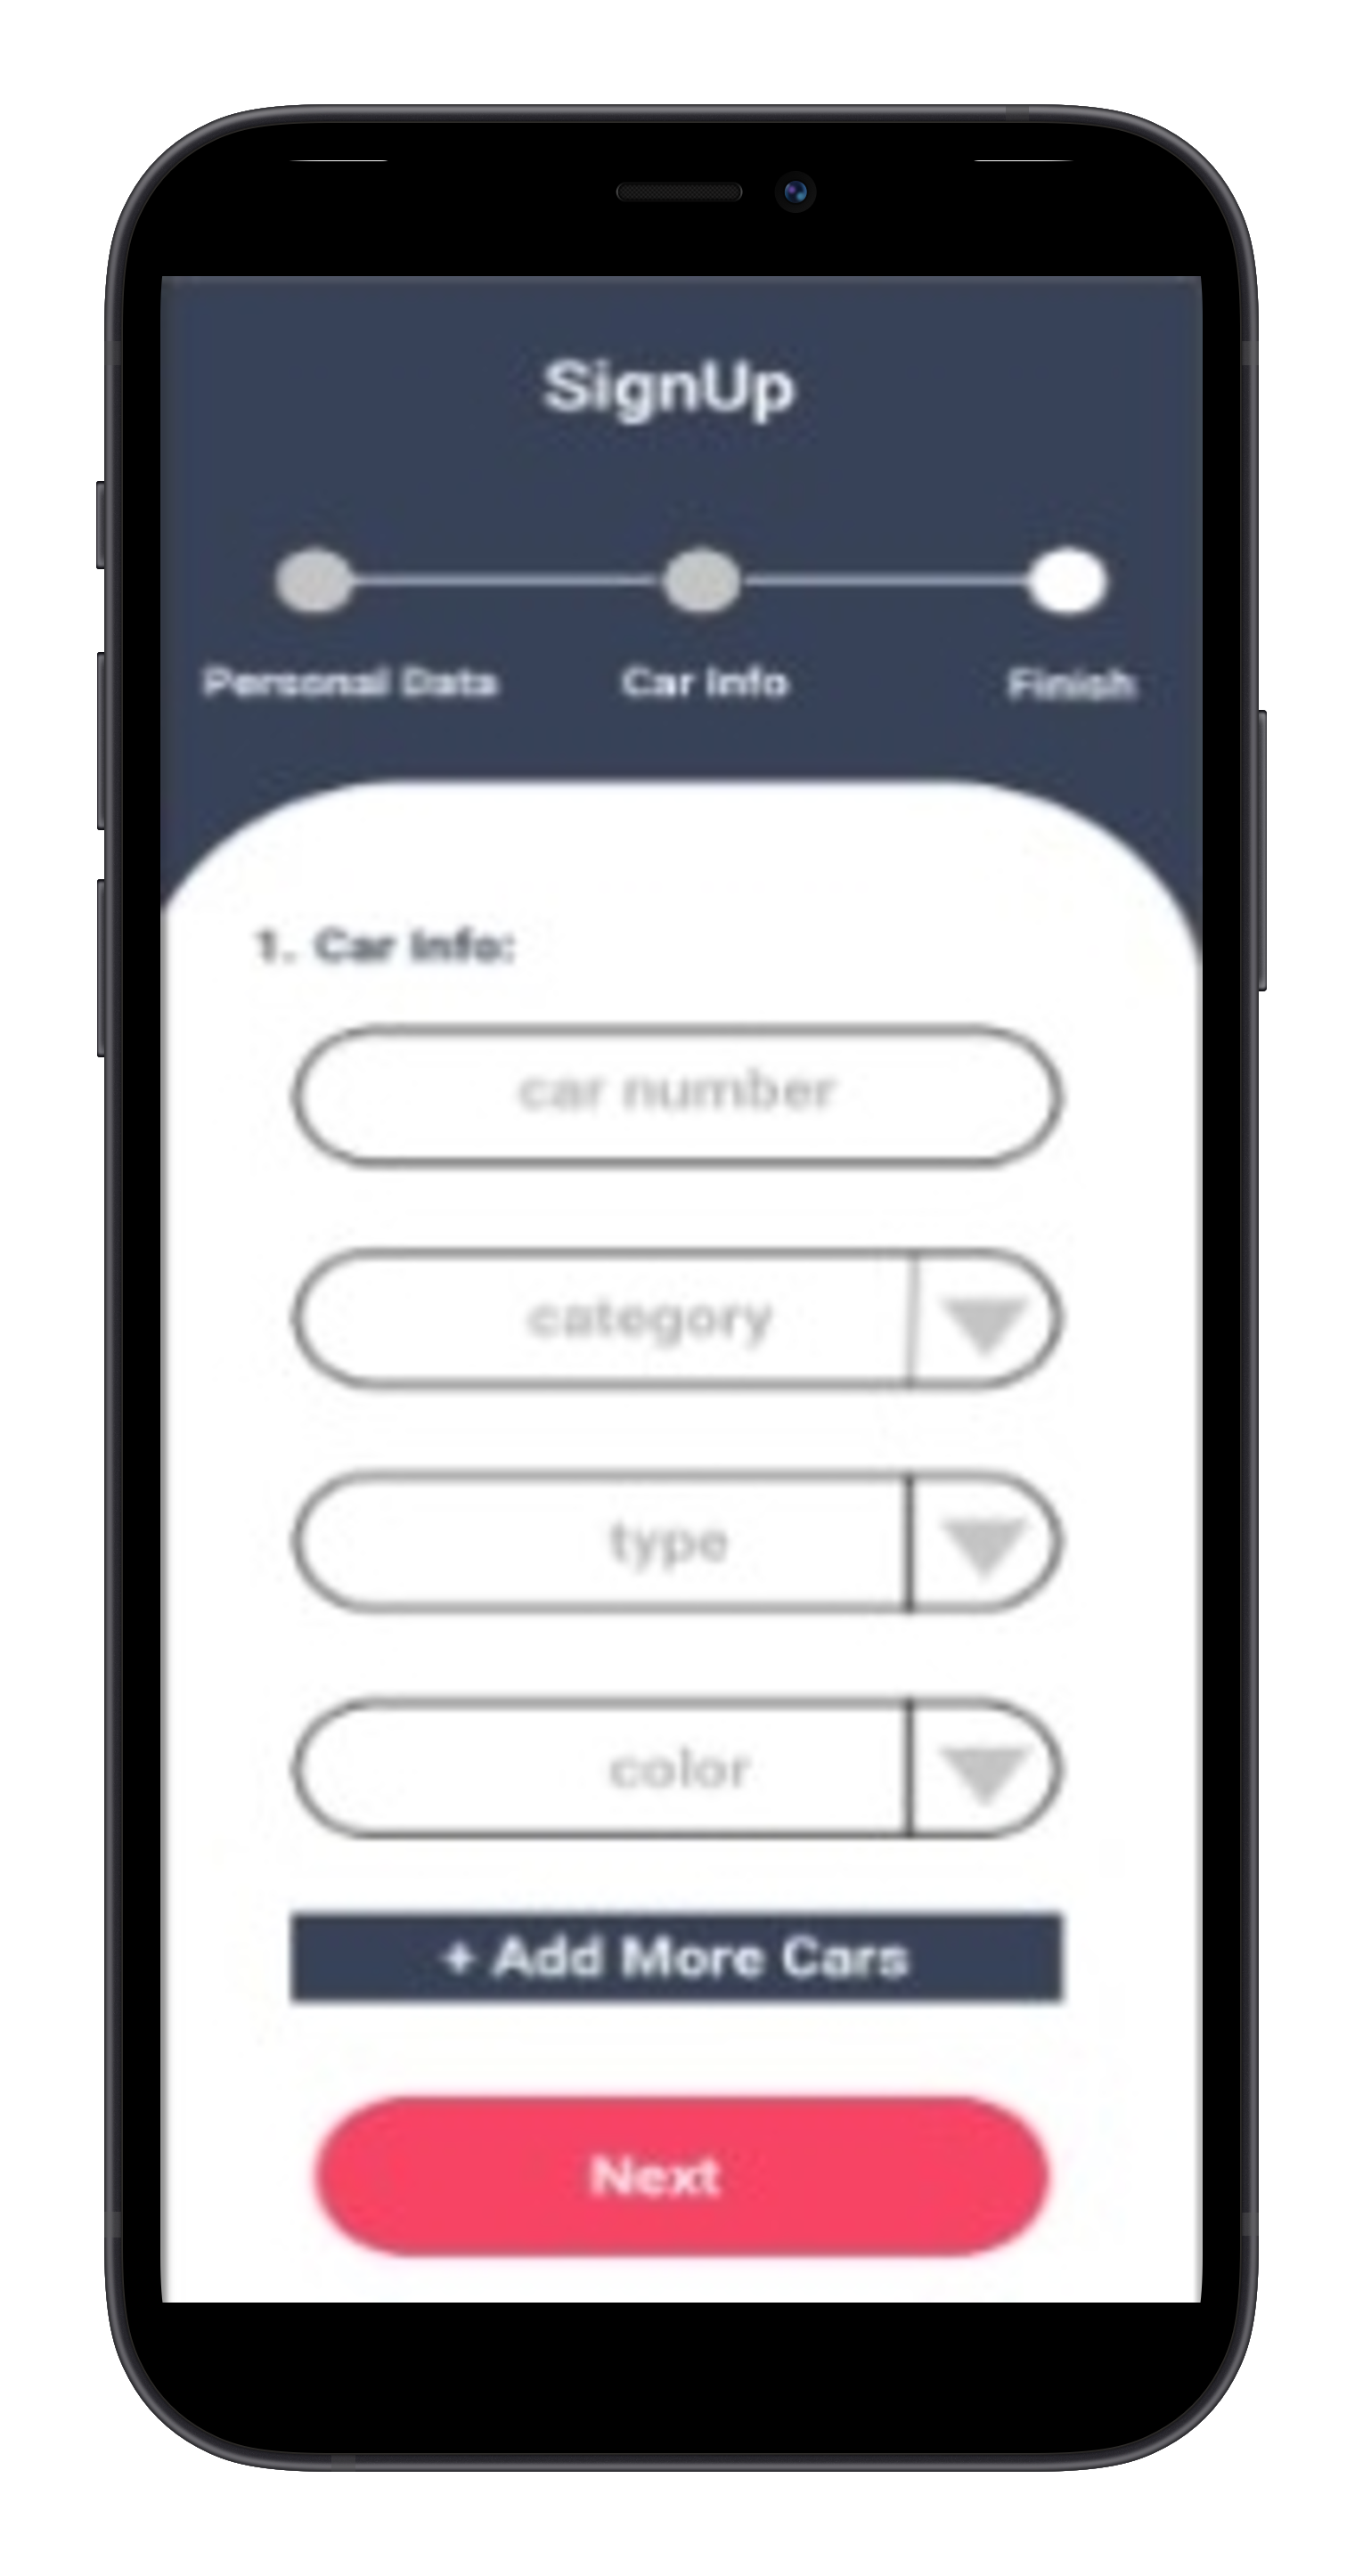 SignUp
Personal Data Car Info Finish
1. Car Info:
car number
category
type
color
+ Add More Cars
Next